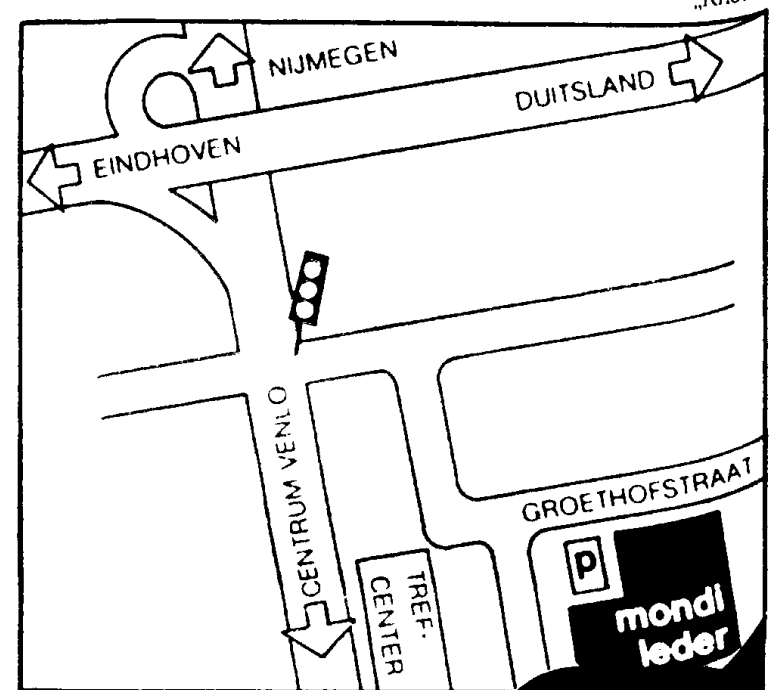 NIJMEGEN
DUITSLAND
EINDHOVEN
CENTRUM VENLO
GROETHOFSTRAAT
TREF-
CENTER
P
mondi
leder